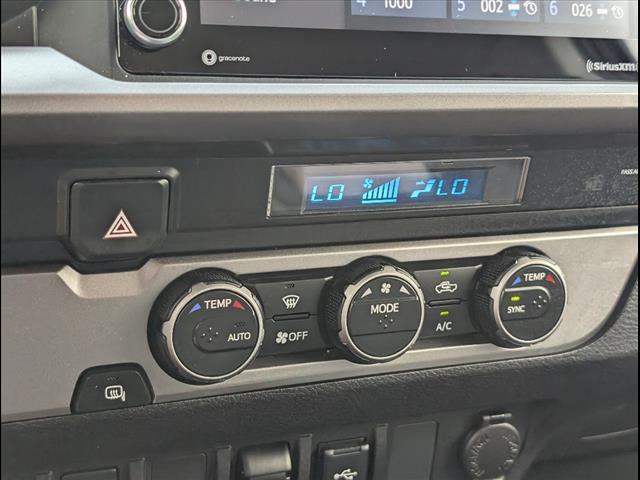 4 1000
5 002
6 026
gracenote
((SiriusXM
LO LO
TEMP
AUTO
OFF
MODE
A/C
TEMP
SYNC